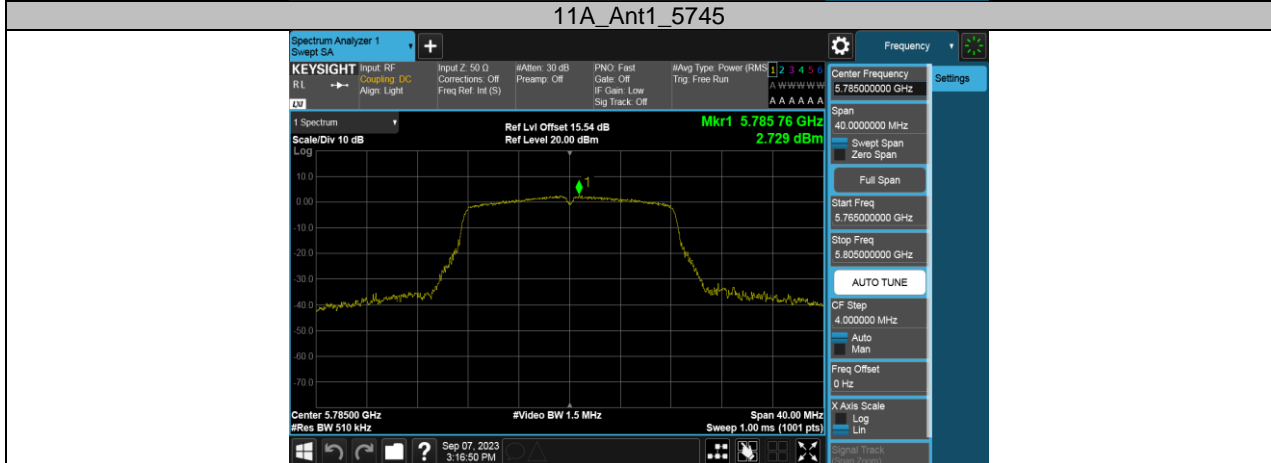 11A_Ant1_5745
Spectrum Analyzer 1
Swept SA
+
Frequency
KEYSIGHT
RL
LXI
Input: RF
Coupling: DC
Align: Light
Input Z: 50 Ω
Corrections: Off
Freq Ref: Int (S)
#Atten: 30 dB
Preamp: Off
PNO: Fast
Gate: Off
IF Gain: Low
Sig Track: Off
#Avg Type: Power (RMS
Trig: Free Run
1 2 3 4 5 6
A W W W W W
A A A A A A
1 Spectrum
Scale/Div 10 dB
Log
Ref Lvl Offset 15.54 dB
Ref Level 20.00 dBm
Mkr1 5.785 76 GHz
2.729 dBm
10.0
0.00
-10.0
-20.0
-30.0
-40.0
-50.0
-60.0
-70.0
1
Center 5.78500 GHz
#Res BW 510 kHz
#Video BW 1.5 MHz
Span 40.00 MHz
Sweep 1.00 ms (1001 pts)
?
Sep 07, 2023
3:16:50 PM
Center Frequency
5.785000000 GHz
Settings
Span
40.0000000 MHz
Swept Span
Zero Span
Full Span
Start Freq
5.765000000 GHz
Stop Freq
5.805000000 GHz
AUTO TUNE
CF Step
4.000000 MHz
Auto
Man
Freq Offset
0 Hz
X Axis Scale
Log
Lin
Signal Track
(Span Zoom)